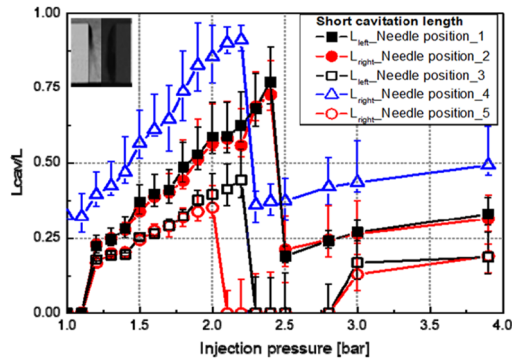 Short cavitation length
L_left_Needle position_1
L_right_Needle position_2
L_left_Needle position_3
L_right_Needle position_4
L_right_Needle position_5
1.00
0.75
0.50
0.25
0.00
Lcav/L
1.0 1.5 2.0 2.5 3.0 3.5 4.0
Injection pressure [bar]